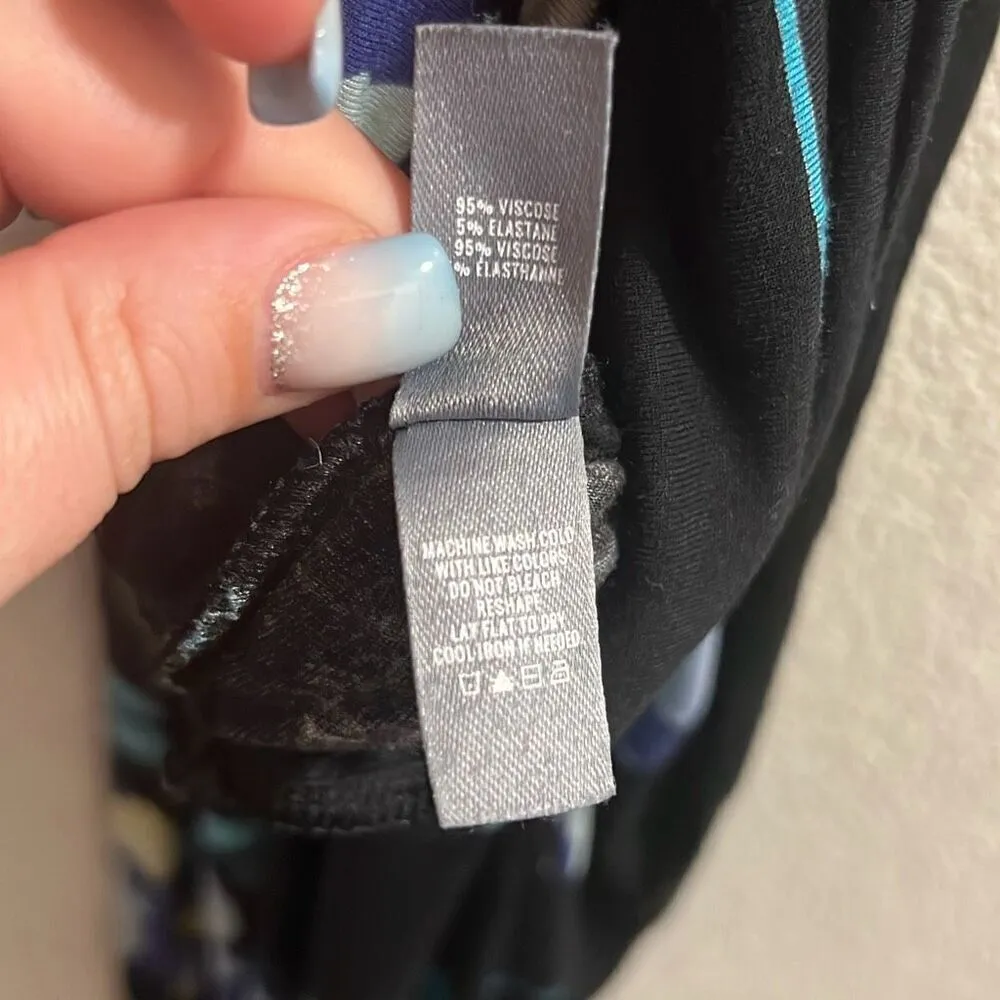 95% VISCOSE
5% ELASTANE
95% VISCOSE
% ELASTHANNE
MACHINE WASH COLD
WITH LIKE COLORS
DO NOT BLEACH
RESHAPE
LAY FLAT TO DRY
COOL IRON IF NEEDED